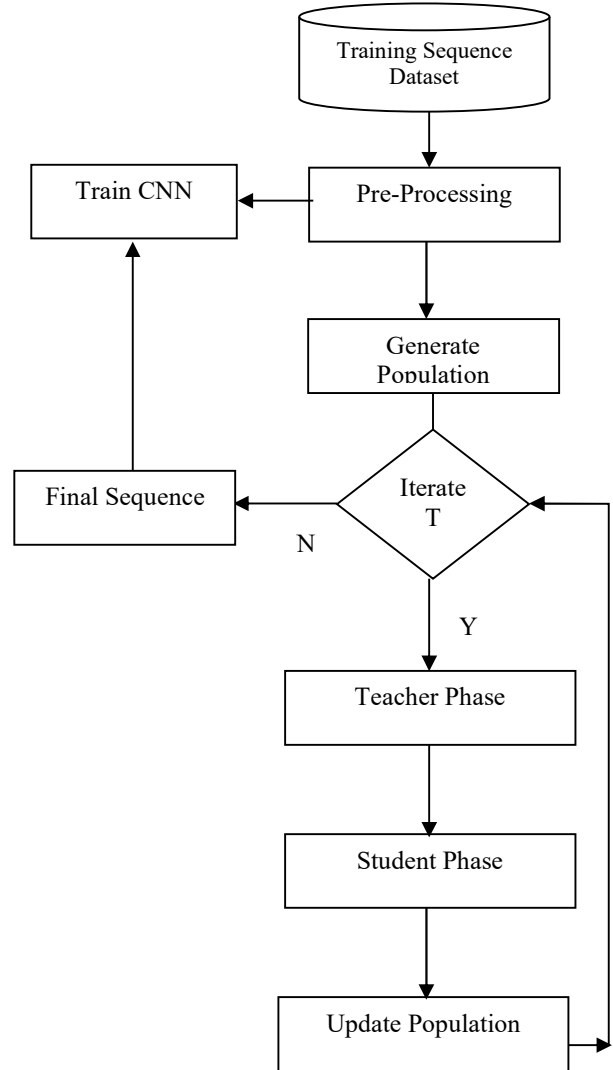 Training Sequence
Dataset
Train CNN
Pre-Processing
Generate
Population
Final Sequence
Iterate
T
N
Y
Teacher Phase
Student Phase
Update Population